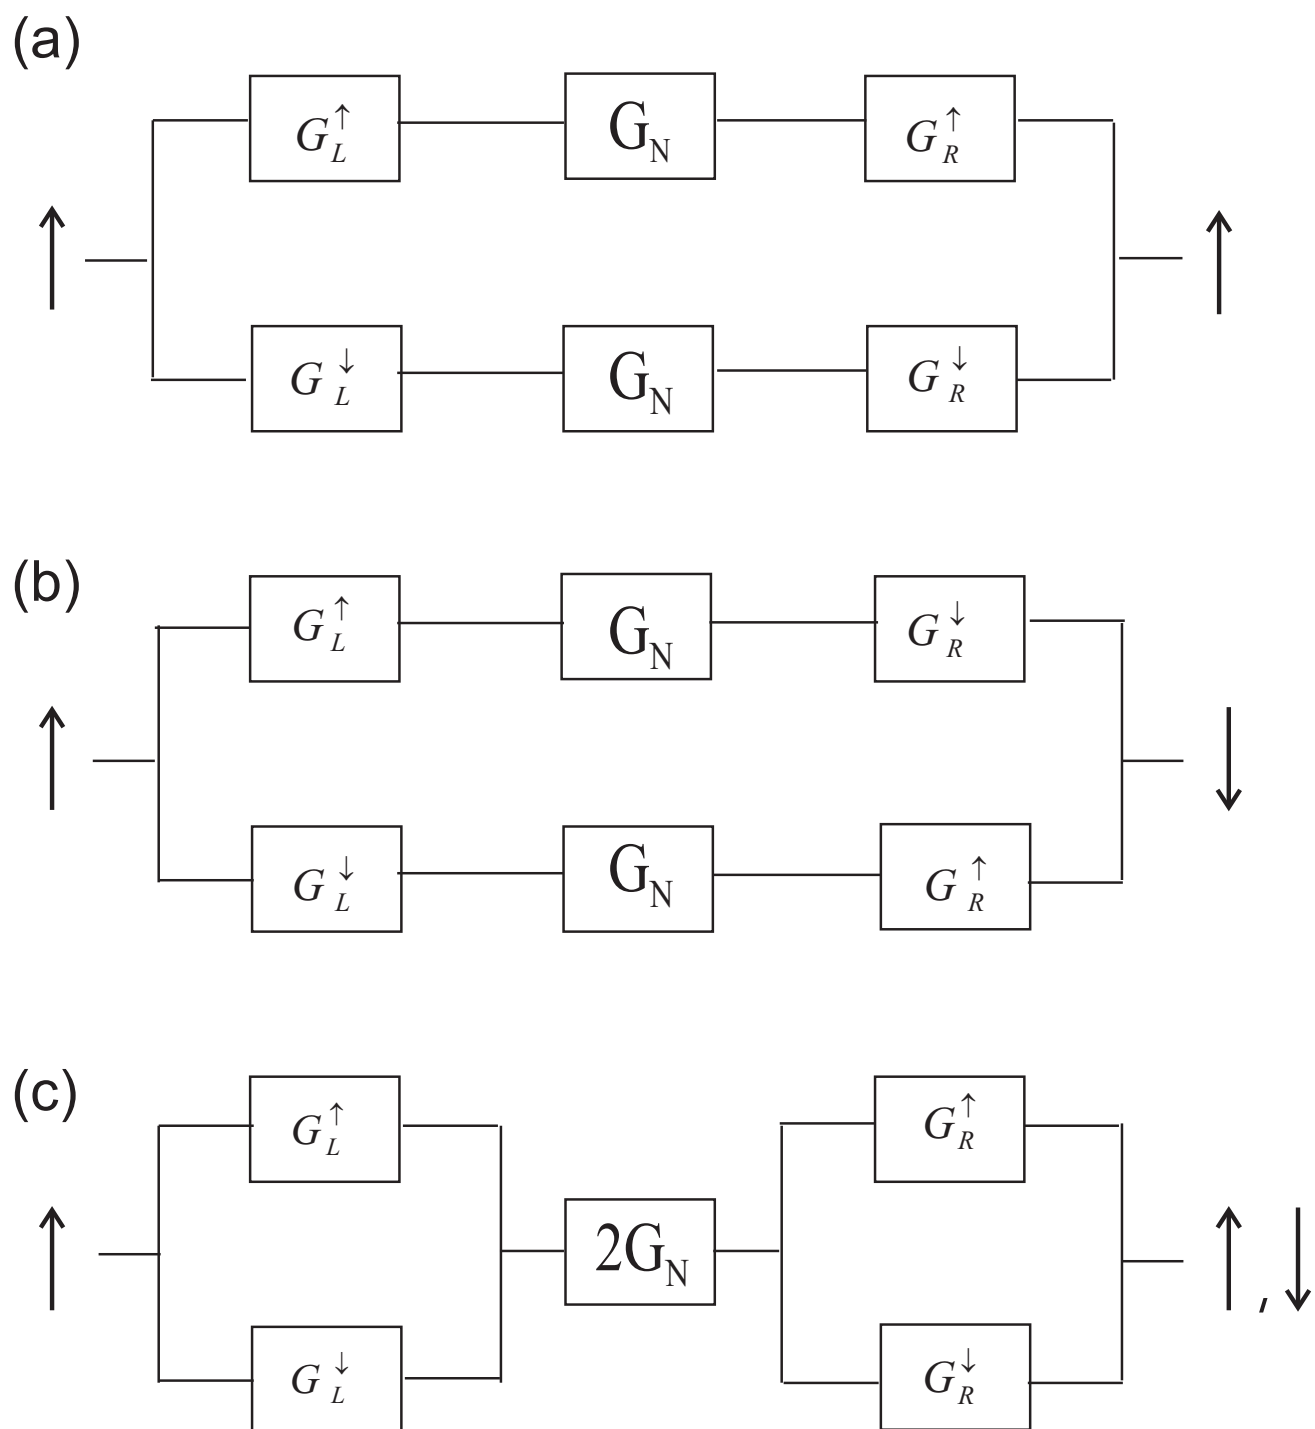 (a)
G_L^↑ G_N G_R^↑
↑ ↑
G_L^↓ G_N G_R^↓
(b)
G_L^↑ G_N G_R^↓
↑ ↓
G_L^↓ G_N G_R^↑
(c)
G_L^↑ G_R^↑
↑ 2G_N ↑ , ↓
G_L^↓ G_R^↓